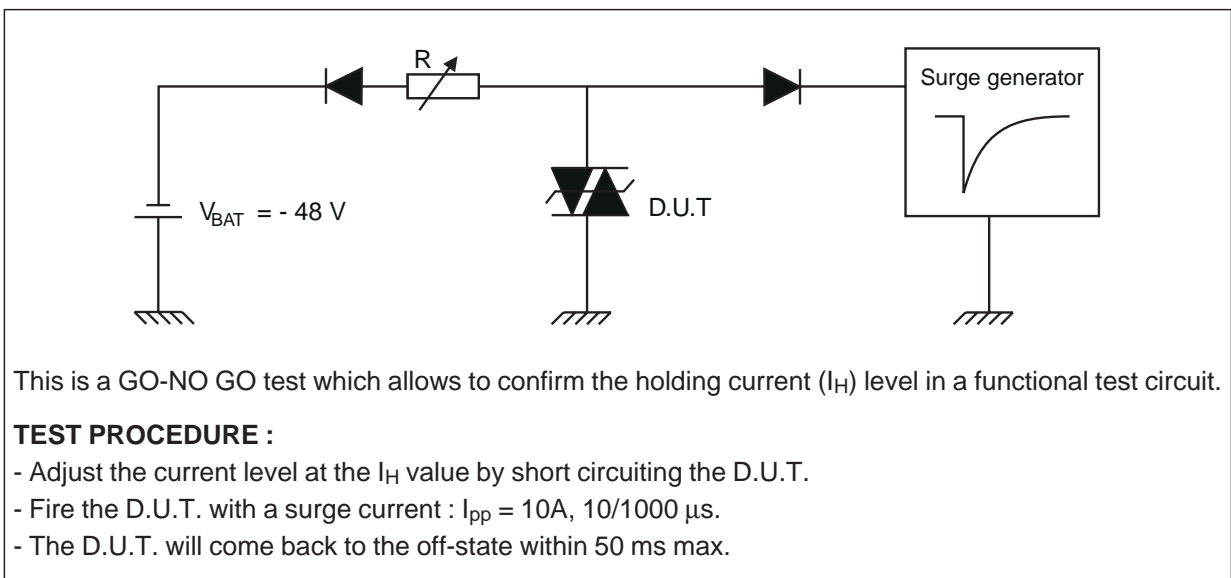 R
Surge generator
V_BAT = - 48 V
D.U.T
This is a GO-NO GO test which allows to confirm the holding current (I_H) level in a functional test circuit.
TEST PROCEDURE :
- Adjust the current level at the I_H value by short circuiting the D.U.T.
- Fire the D.U.T. with a surge current : I_pp = 10A, 10/1000 µs.
- The D.U.T. will come back to the off-state within 50 ms max.